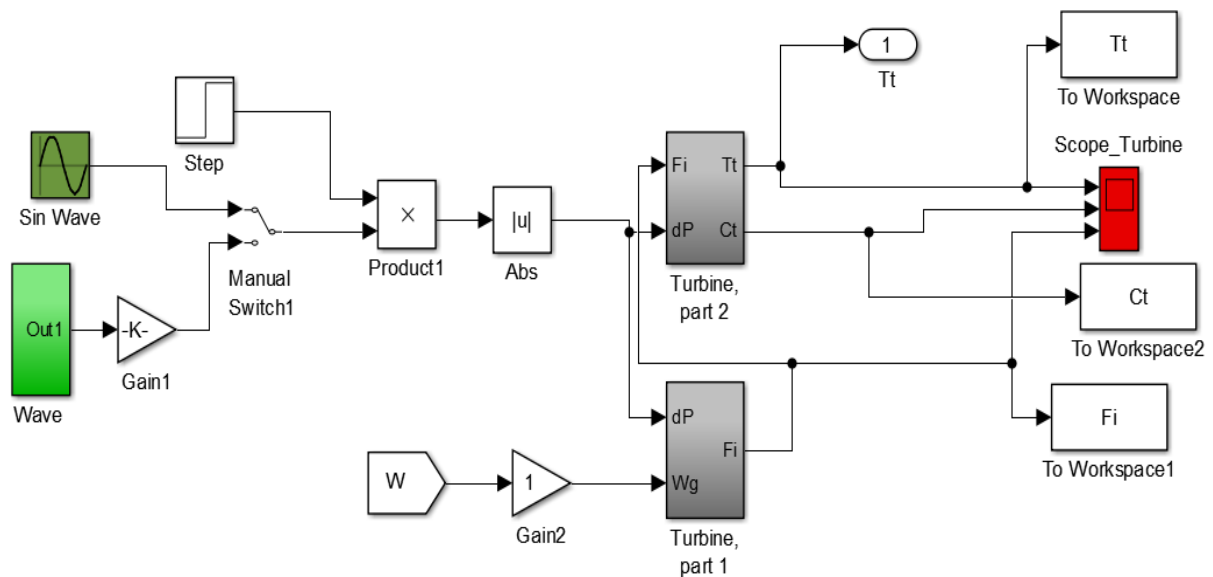 1
Tt
Tt
To Workspace
Step
Sin Wave
Manual
Switch1
×
Product1
|u|
Abs
Fi
Tt
dP
Ct
Turbine,
part 2
Scope_Turbine
Ct
To Workspace2
Out1
Wave
-K-
Gain1
W
1
Gain2
dP
Fi
Wg
Turbine,
part 1
Fi
To Workspace1